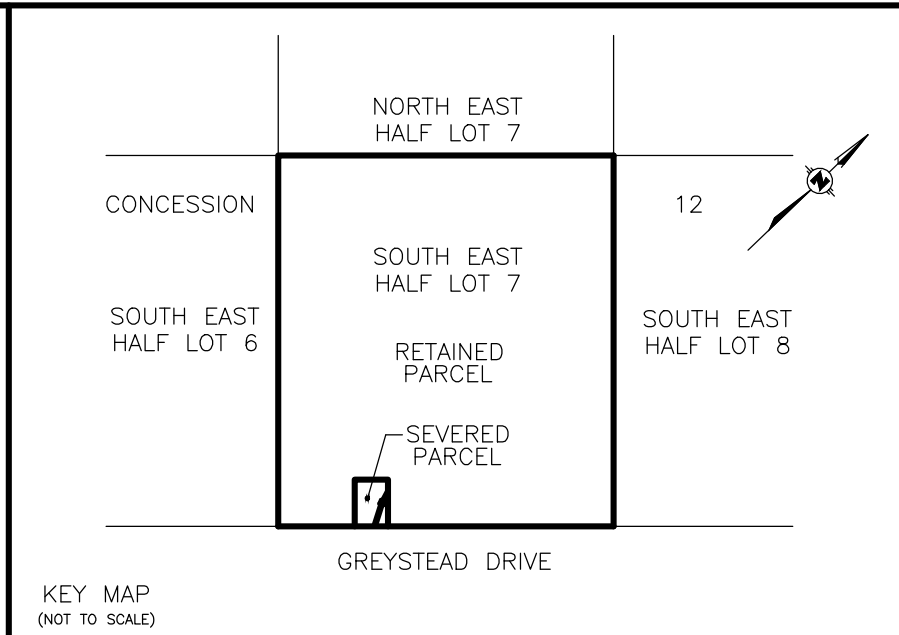 NORTH EAST
HALF LOT 7
CONCESSION
12
N
SOUTH EAST
HALF LOT 7
SOUTH EAST
HALF LOT 6
SOUTH EAST
HALF LOT 8
RETAINED
PARCEL
SEVERED
PARCEL
GREYSTEAD DRIVE
KEY MAP
(NOT TO SCALE)